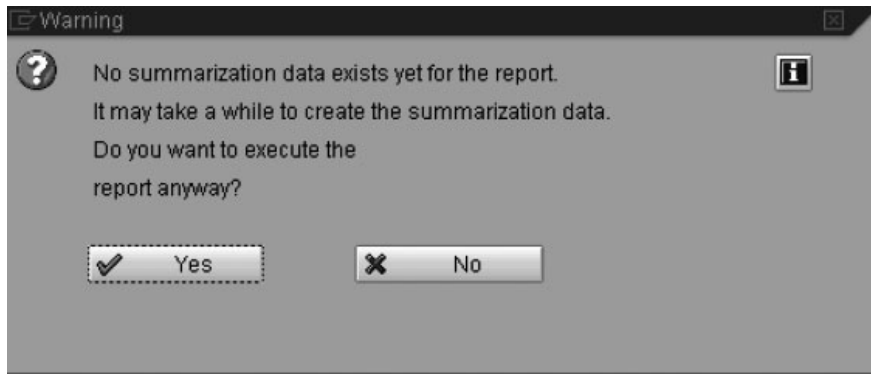 Warning
No summarization data exists yet for the report.
It may take a while to create the summarization data.
Do you want to execute the
report anyway?
Yes
No